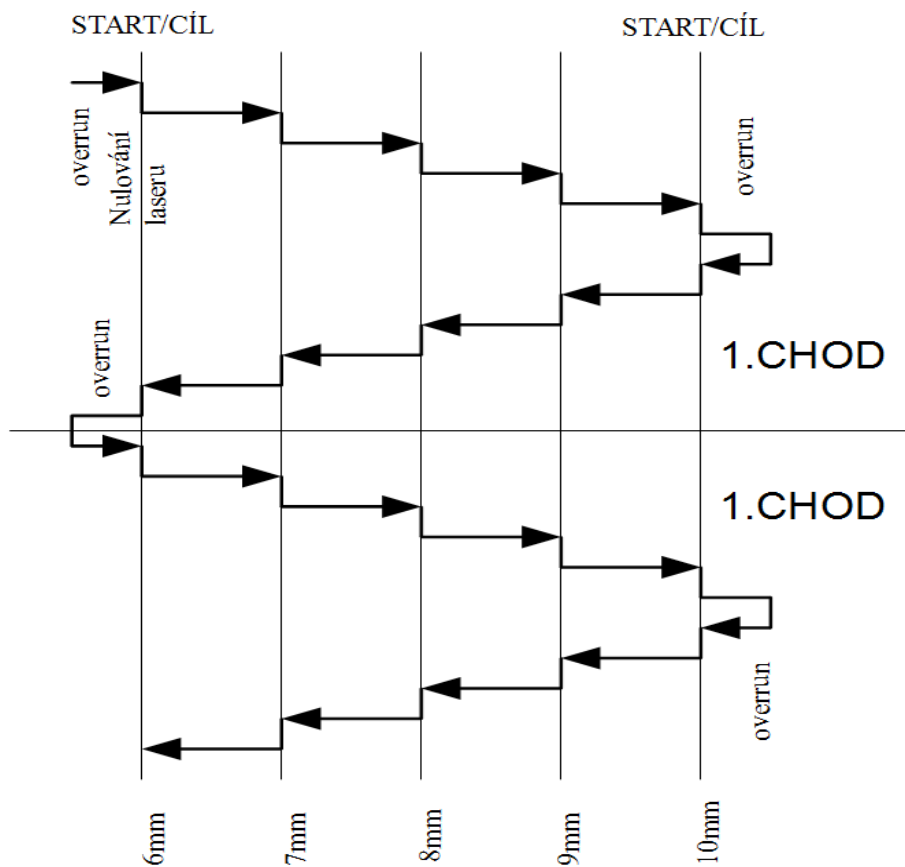 START/CÍL
START/CÍL
overrun
Nulování
laseru
overrun
overrun
1.CHOD
1.CHOD
overrun
6mm
7mm
8mm
9mm
10mm